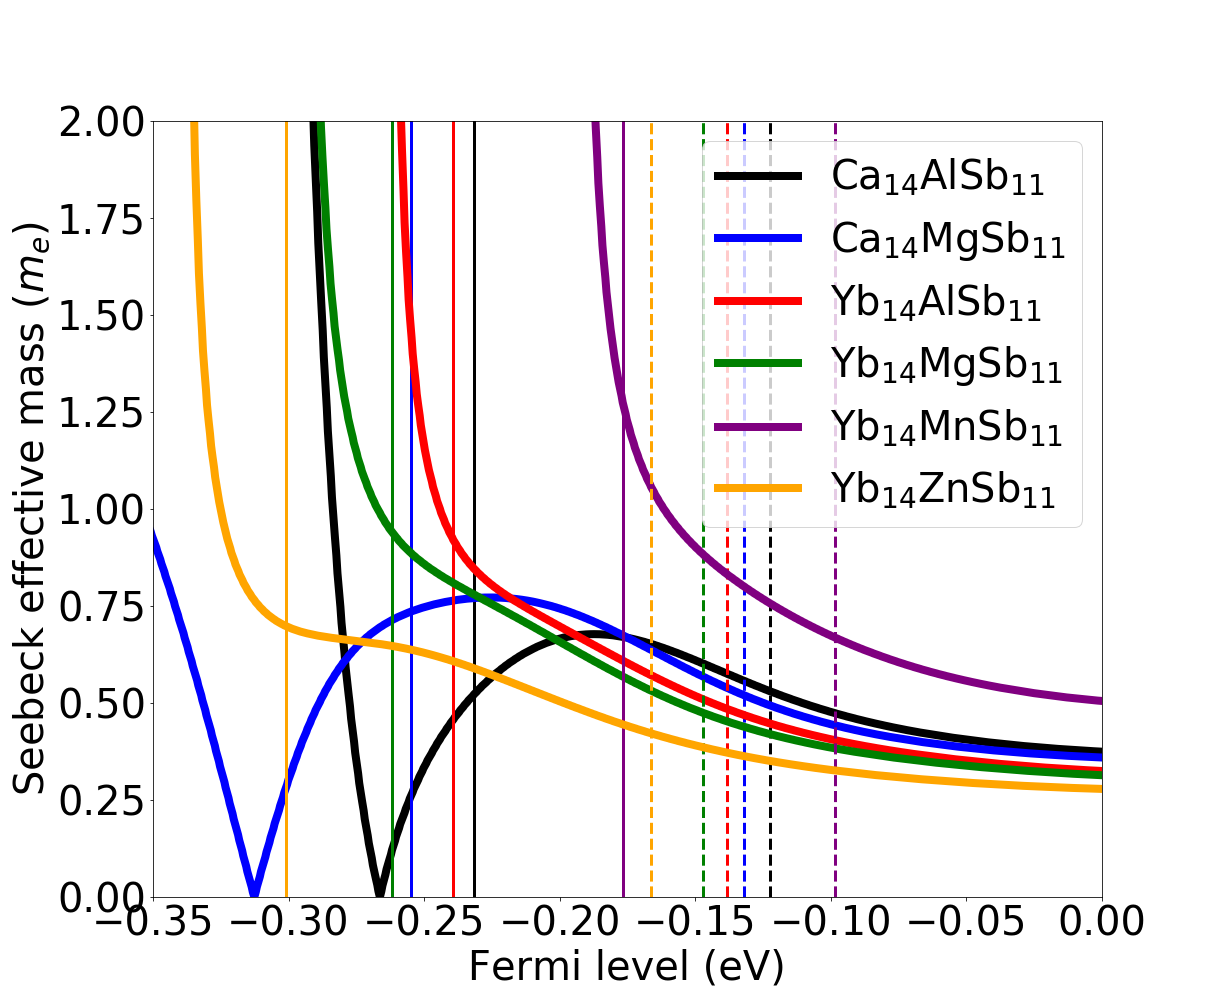 2.00
1.75
1.50
1.25
1.00
0.75
0.50
0.25
0.00
Seebeck effective mass (mₑ)
Ca₁₄AlSb₁₁
Ca₁₄MgSb₁₁
Yb₁₄AlSb₁₁
Yb₁₄MgSb₁₁
Yb₁₄MnSb₁₁
Yb₁₄ZnSb₁₁
−0.35 −0.30 −0.25 −0.20 −0.15 −0.10 −0.05 0.00
Fermi level (eV)